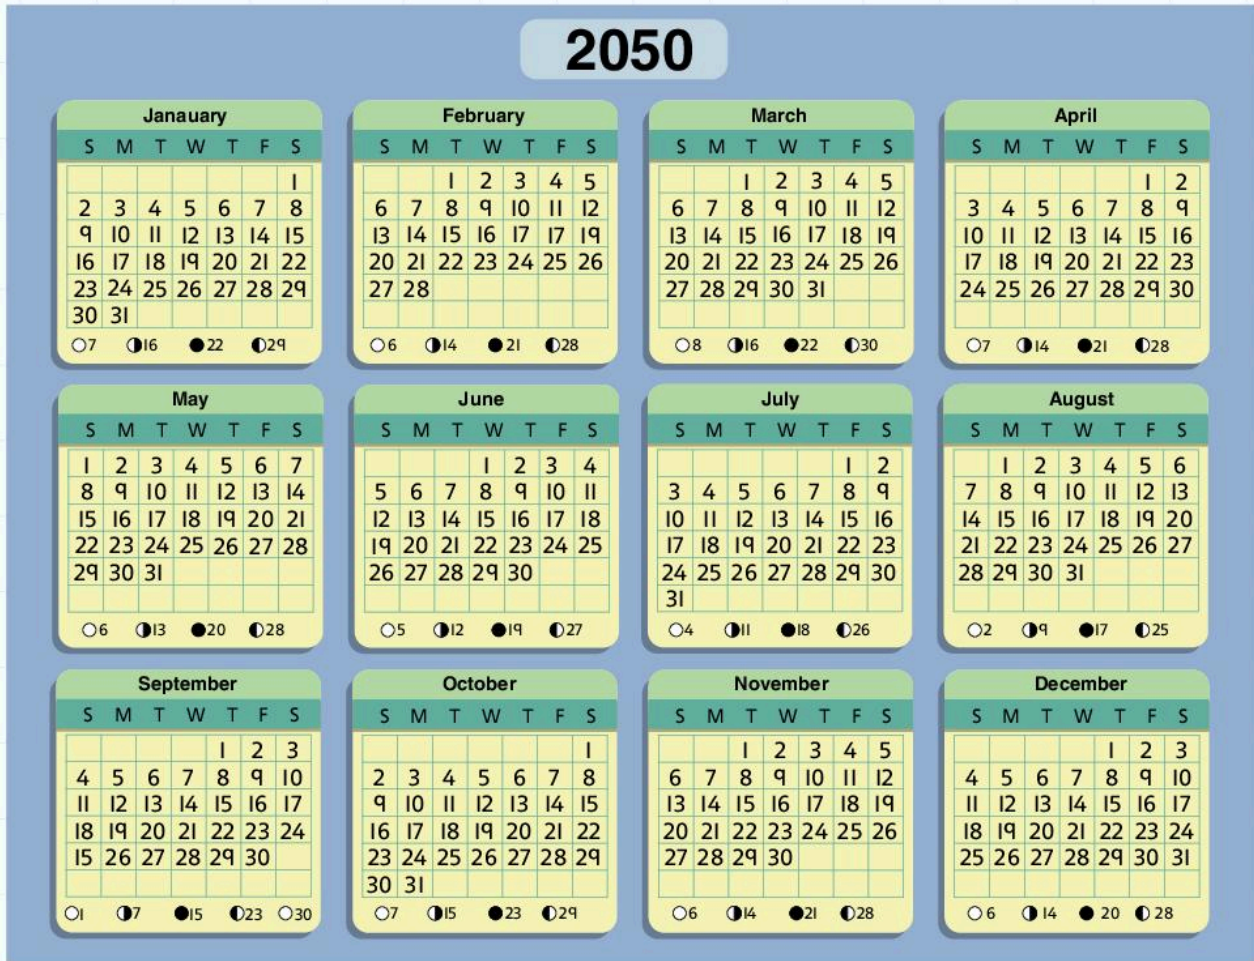 2050
Janauary
S M T W T F S
1
2 3 4 5 6 7 8
9 10 11 12 13 14 15
16 17 18 19 20 21 22
23 24 25 26 27 28 29
30 31
7 16 22 29
February
S M T W T F S
1 2 3 4 5
6 7 8 9 10 11 12
13 14 15 16 17 17 19
20 21 22 23 24 25 26
27 28
6 14 21 28
March
S M T W T F S
1 2 3 4 5
6 7 8 9 10 11 12
13 14 15 16 17 18 19
20 21 22 23 24 25 26
27 28 29 30 31
8 16 22 30
April
S M T W T F S
1 2
3 4 5 6 7 8 9
10 11 12 13 14 15 16
17 18 19 20 21 22 23
24 25 26 27 28 29 30
7 14 21 28
May
S M T W T F S
1 2 3 4 5 6 7
8 9 10 11 12 13 14
15 16 17 18 19 20 21
22 23 24 25 26 27 28
29 30 31
6 13 20 28
June
S M T W T F S
1 2 3 4
5 6 7 8 9 10 11
12 13 14 15 16 17 18
19 20 21 22 23 24 25
26 27 28 29 30
5 12 19 27
July
S M T W T F S
1 2
3 4 5 6 7 8 9
10 11 12 13 14 15 16
17 18 19 20 21 22 23
24 25 26 27 28 29 30
31
4 11 18 26
August
S M T W T F S
1 2 3 4 5 6
7 8 9 10 11 12 13
14 15 16 17 18 19 20
21 22 23 24 25 26 27
28 29 30 31
2 9 17 25
September
S M T W T F S
1 2 3
4 5 6 7 8 9 10
11 12 13 14 15 16 17
18 19 20 21 22 23 24
15 26 27 28 29 30
1 7 15 23 30
October
S M T W T F S
1
2 3 4 5 6 7 8
9 10 11 12 13 14 15
16 17 18 19 20 21 22
23 24 25 26 27 28 29
30 31
7 15 23 29
November
S M T W T F S
1 2 3 4 5
6 7 8 9 10 11 12
13 14 15 16 17 18 19
20 21 22 23 24 25 26
27 28 29 30
6 14 21 28
December
S M T W T F S
1 2 3
4 5 6 7 8 9 10
11 12 13 14 15 16 17
18 19 20 21 22 23 24
25 26 27 28 29 30 31
6 14 20 28